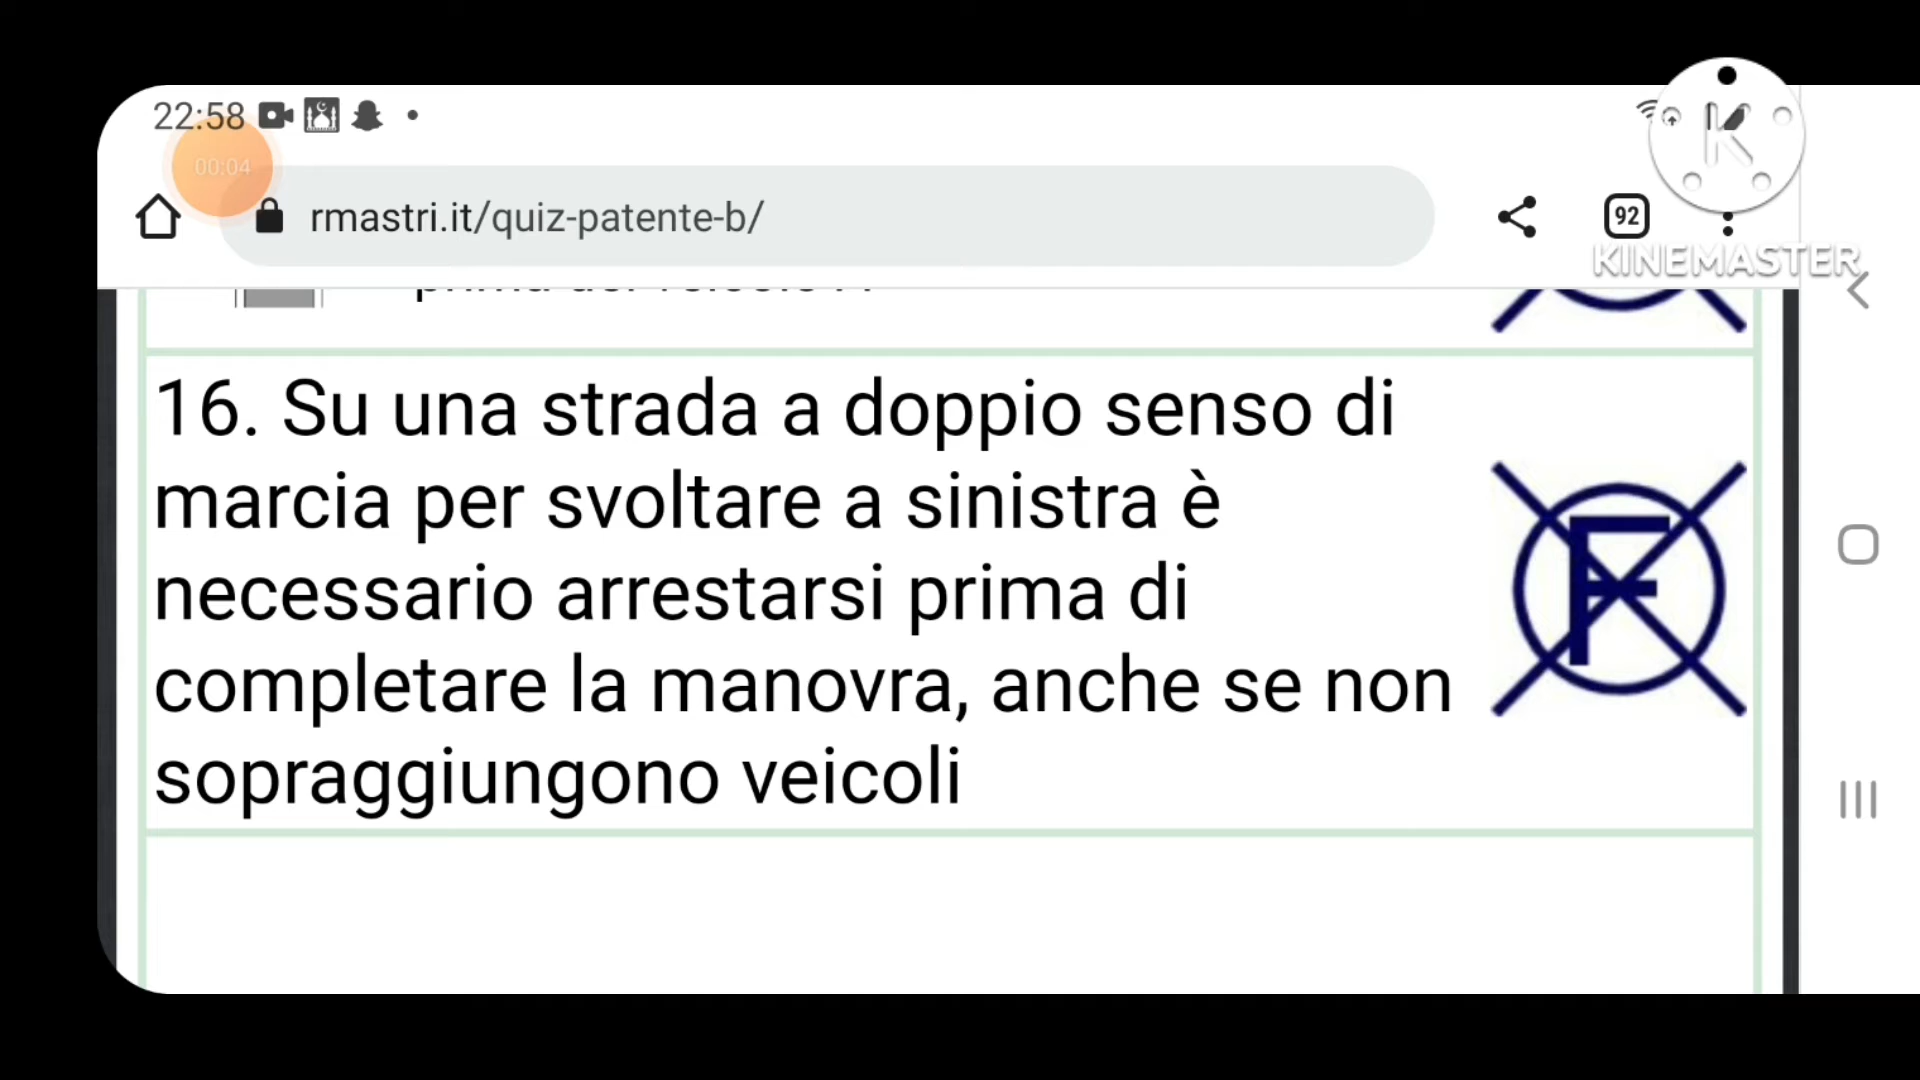 22:58
00:04
rmastri.it/quiz-patente-b/
92
K
KINEMASTER
16. Su una strada a doppio senso di
marcia per svoltare a sinistra è
necessario arrestarsi prima di
completare la manovra, anche se non
sopraggiungono veicoli
F